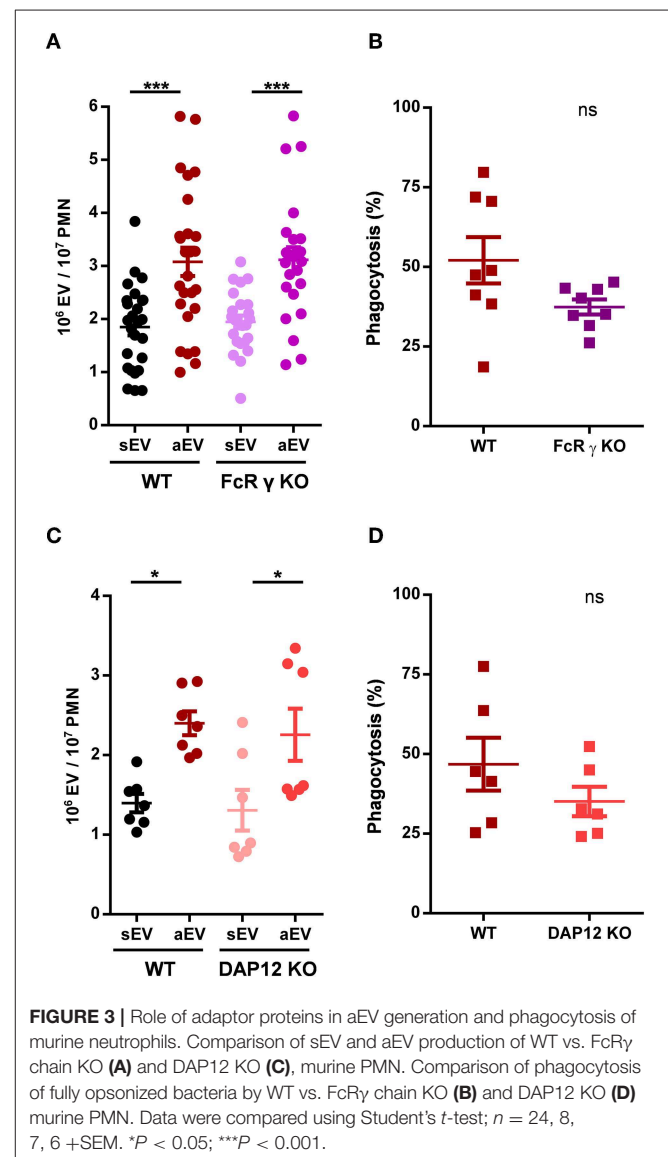 A
B
*** ***
6
5
4
3
2
1
0
10⁶ EV / 10⁷ PMN
sEV aEV sEV aEV
WT FcR γ KO
100
75
50
25
0
Phagocytosis (%)
ns
WT FcR γ KO
C
D
* *
4
3
2
1
0
10⁶ EV / 10⁷ PMN
sEV aEV sEV aEV
WT DAP12 KO
100
75
50
25
0
Phagocytosis (%)
ns
WT DAP12 KO
FIGURE 3 | Role of adaptor proteins in aEV generation and phagocytosis of
murine neutrophils. Comparison of sEV and aEV production of WT vs. FcRγ
chain KO (A) and DAP12 KO (C), murine PMN. Comparison of phagocytosis
of fully opsonized bacteria by WT vs. FcRγ chain KO (B) and DAP12 KO (D)
murine PMN. Data were compared using Student's t-test; n = 24, 8,
7, 6 +SEM. *P < 0.05; ***P < 0.001.